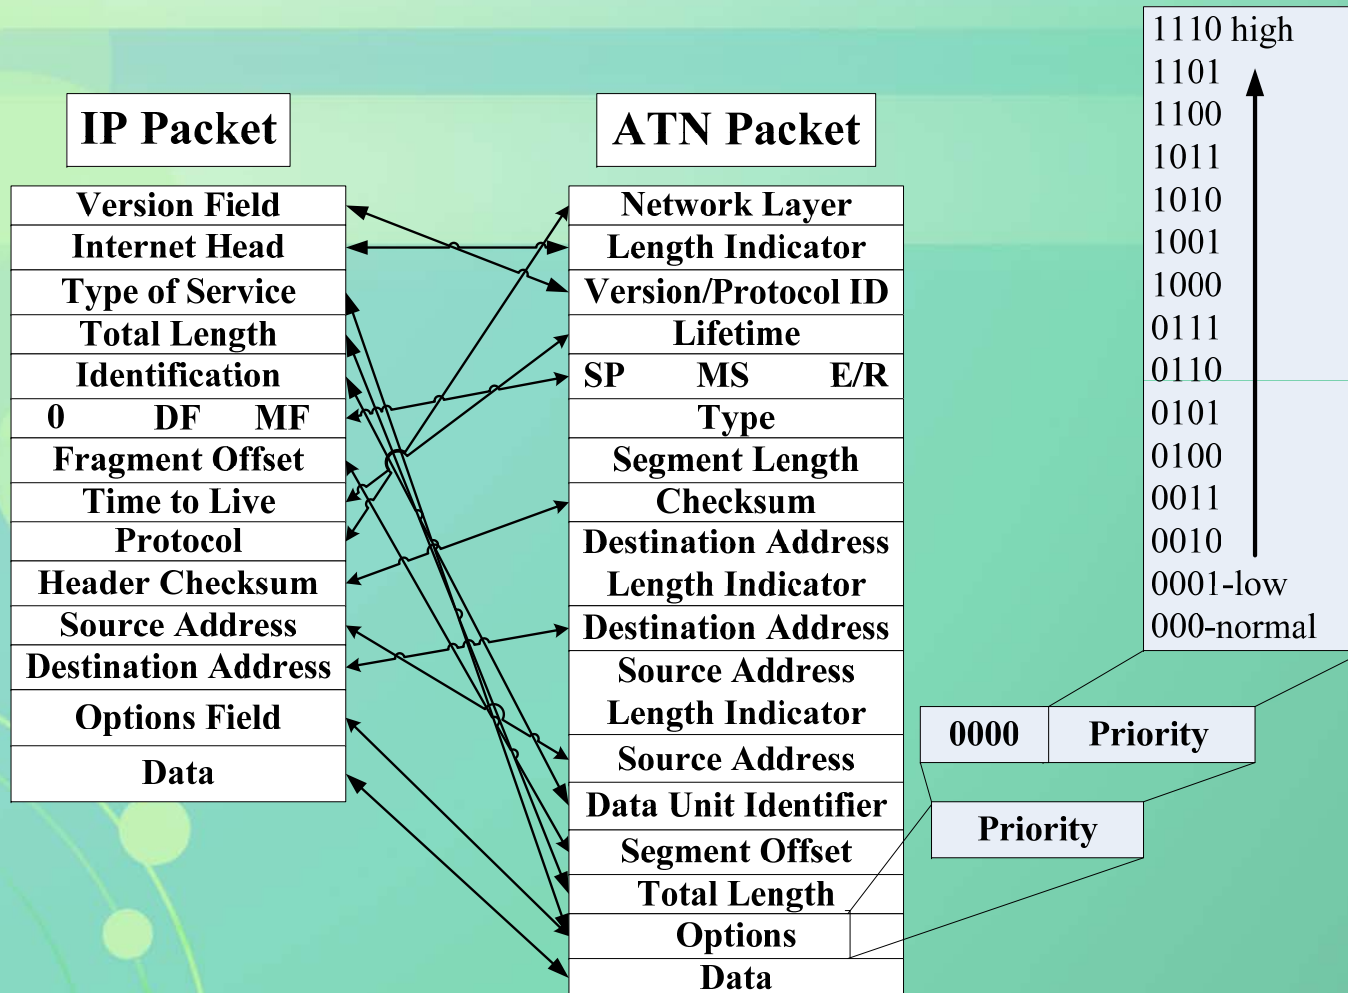 IP Packet
Version Field
Internet Head
Type of Service
Total Length
Identification
0 DF MF
Fragment Offset
Time to Live
Protocol
Header Checksum
Source Address
Destination Address
Options Field
Data
ATN Packet
Network Layer
Length Indicator
Version/Protocol ID
Lifetime
SP MS E/R
Type
Segment Length
Checksum
Destination Address
Length Indicator
Destination Address
Source Address
Length Indicator
Source Address
Data Unit Identifier
Segment Offset
Total Length
Options
Data
1110 high
1101
1100
1011
1010
1001
1000
0111
0110
0101
0100
0011
0010
0001-low
000-normal
0000 Priority
Priority